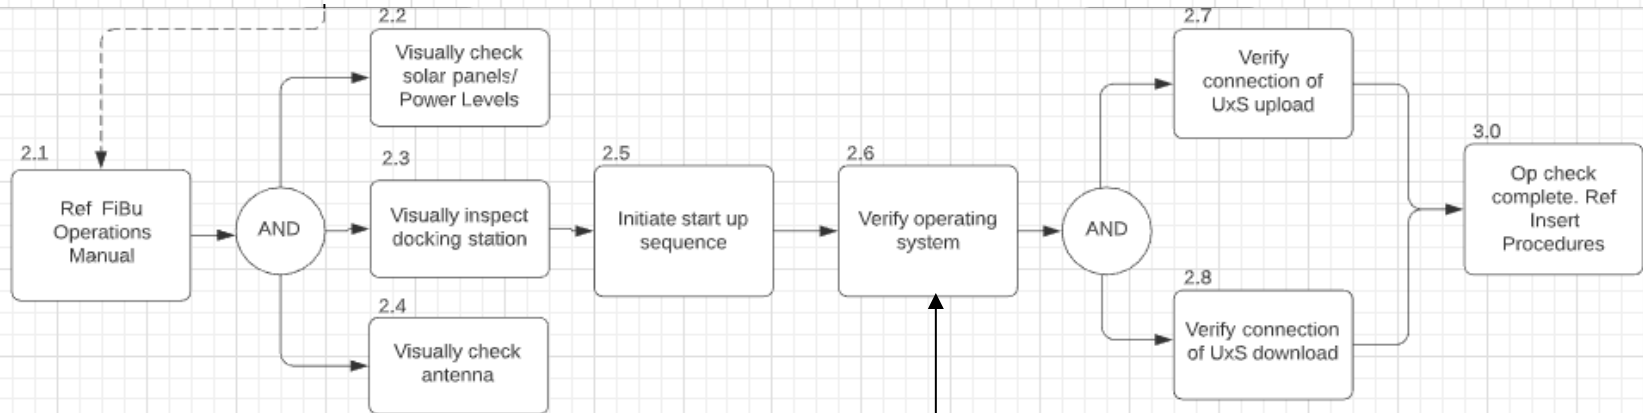 2.1
Ref FiBu
Operations
Manual
AND
2.2
Visually check
solar panels/
Power Levels
2.3
Visually inspect
docking station
2.4
Visually check
antenna
2.5
Initiate start up
sequence
2.6
Verify operating
system
AND
2.7
Verify
connection of
UxS upload
2.8
Verify connection
of UxS download
3.0
Op check
complete. Ref
Insert
Procedures